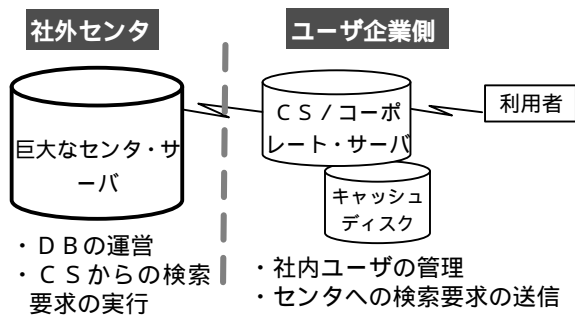 社外センタ
ユーザ企業側
巨大なセンタ・サ
ーバ
ＣＳ/コーポ
レート・サーバ
利用者
キャッシュ
ディスク
・ＤＢの運営
・ＣＳからの検索
要求の実行
・社内ユーザの管理
・センタへの検索要求の送信